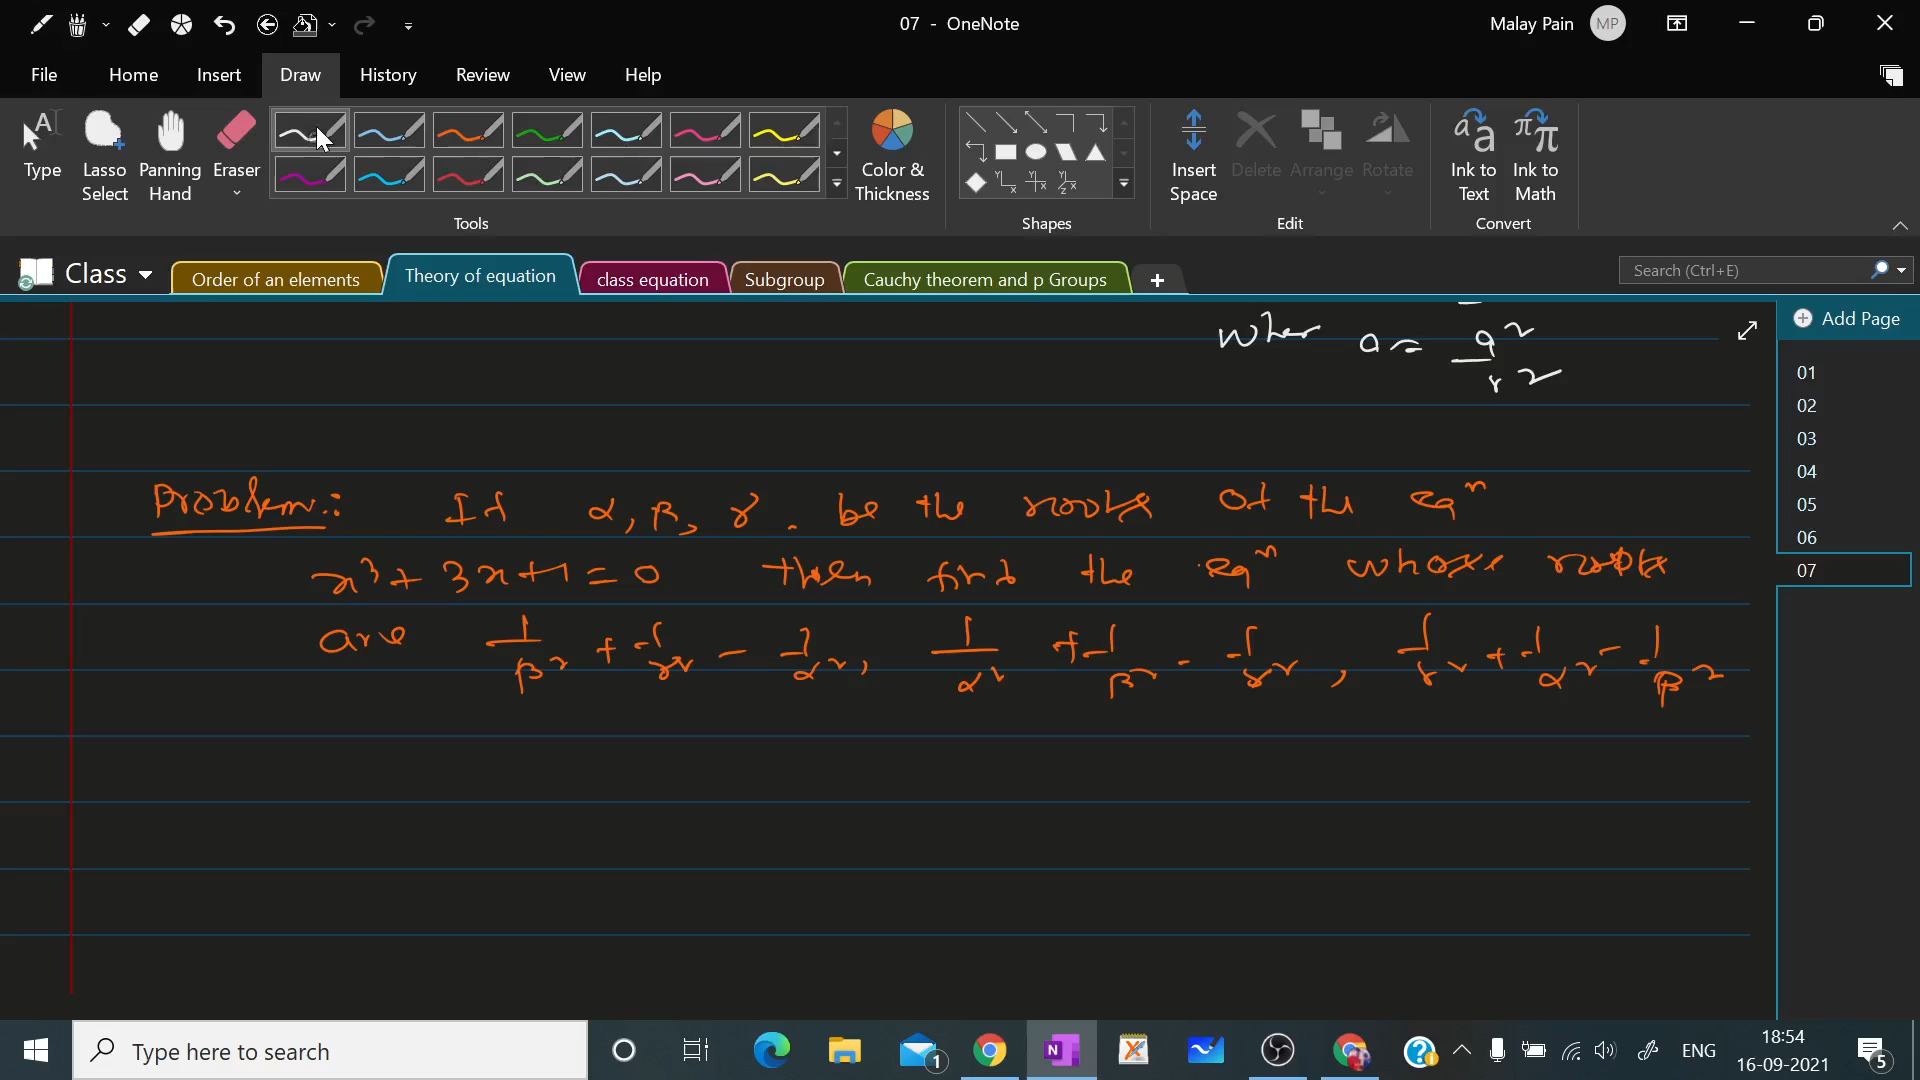 07 - OneNote
Malay Pain MP
File Home Insert Draw History Review View Help
Type
Lasso Select
Panning Hand
Eraser
Color & Thickness
Insert Space
Delete
Arrange
Rotate
Ink to Text
Ink to Math
Tools
Shapes
Edit
Convert
Class
Order of an elements
Theory of equation
class equation
Subgroup
Cauchy theorem and p Groups
Search (Ctrl+E)
Add Page
01
02
03
04
05
06
07
when a = q²/r²
Problem:: If α, β, γ. be the roots of the eqⁿ
x³ + 3x + 1 = 0 then find the eqⁿ whose roots
are 1/β² + 1/γ² - 1/α², 1/α² + 1/β² - 1/γ², 1/γ² + 1/α² - 1/β²
Type here to search
1
ENG
18:54
16-09-2021
5